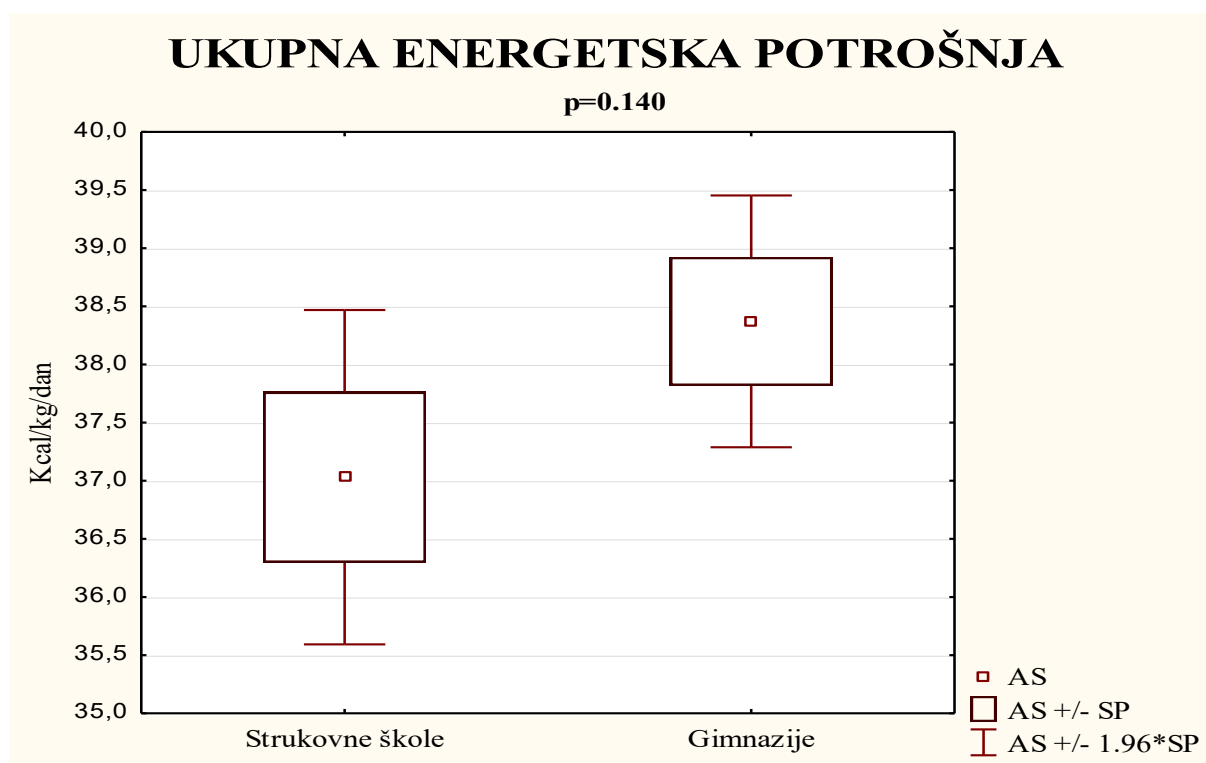 UKUPNA ENERGETSKA POTROŠNJA
p=0.140
40,0
39,5
39,0
38,5
38,0
37,5
37,0
36,5
36,0
35,5
35,0
Kcal/kg/dan
Strukovne škole
Gimnazije
AS
AS +/- SP
AS +/- 1.96*SP